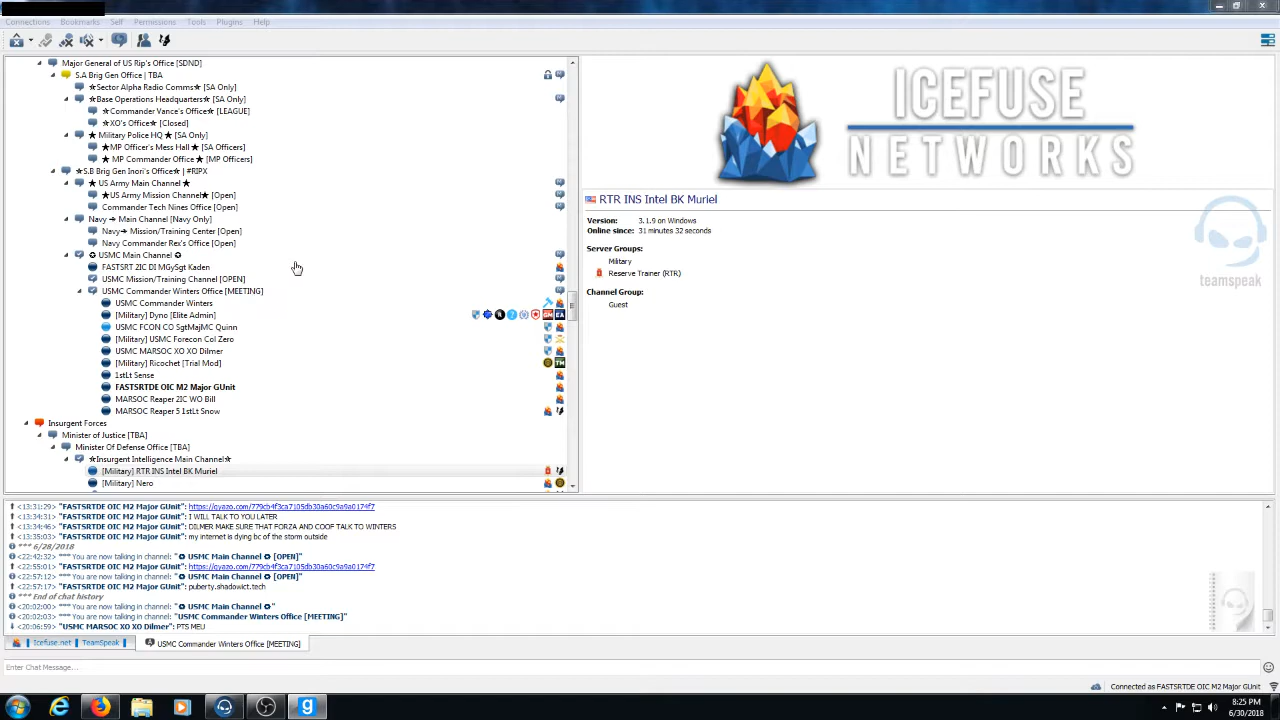 Connections Bookmarks Self Permissions Tools Plugins Help
Major General of US Rip's Office [SDND]
S.A Brig Gen Office | TBA
★Sector Alpha Radio Comms★ [SA Only]
★Base Operations Headquarters★ [SA Only]
★Commander Vance's Office★ [LEAGUE]
★XO's Office★ [Closed]
★ Military Police HQ ★ [SA Only]
★MP Officer's Mess Hall ★ [SA Officers]
★ MP Commander Office ★ [MP Officers]
★S.B Brig Gen Inori's Office★ | #RIPX
★ US Army Main Channel ★
★US Army Mission Channel★ [Open]
Commander Tech Nines Office [Open]
Navy➔ Main Channel [Navy Only]
Navy➔ Mission/Training Center [Open]
Navy Commander Rex's Office [Open]
✪ USMC Main Channel ✪
FASTSRT 2IC DI MGySgt Kaden
USMC Mission/Training Channel [OPEN]
USMC Commander Winters Office [MEETING]
USMC Commander Winters
[Military] Dyno [Elite Admin]
USMC FCON CO SgtMajMC Quinn
[Military] USMC Forecon Col Zero
USMC MARSOC XO XO Dilmer
[Military] Ricochet [Trial Mod]
1stLt Sense
FASTSRTDE OIC M2 Major GUnit
MARSOC Reaper 2IC WO Bill
MARSOC Reaper 5 1stLt Snow
Insurgent Forces
Minister of Justice [TBA]
Minister Of Defense Office [TBA]
★Insurgent Intelligence Main Channel★
[Military] RTR INS Intel BK Muriel
[Military] Nero
ICEFUSE
NETWORKS
RTR INS Intel BK Muriel
Version: 3.1.9 on Windows
Online since: 31 minutes 32 seconds
Server Groups:
Military
Reserve Trainer (RTR)
Channel Group:
Guest
teamspeak
<13:31:29> "FASTSRTDE OIC M2 Major GUnit": https://gyazo.com/779cb4f3ca7105db30a60c9a9a0174f7
<13:34:31> "FASTSRTDE OIC M2 Major GUnit": I WILL TALK TO YOU LATER
<13:34:46> "FASTSRTDE OIC M2 Major GUnit": DILMER MAKE SURE THAT FORZA AND COOF TALK TO WINTERS
<13:35:03> "FASTSRTDE OIC M2 Major GUnit": my internet is dying bc of the storm outside
*** 6/28/2018
<22:42:32> *** You are now talking in channel: "✪ USMC Main Channel ✪ [OPEN]"
<22:55:01> "FASTSRTDE OIC M2 Major GUnit": https://gyazo.com/779cb4f3ca7105db30a60c9a9a0174f7
<22:57:12> *** You are now talking in channel: "✪ USMC Main Channel ✪ [OPEN]"
<22:57:17> "FASTSRTDE OIC M2 Major GUnit": puberty.shadowict.tech
*** End of chat history
<20:02:00> *** You are now talking in channel: "✪ USMC Main Channel ✪"
<20:02:03> *** You are now talking in channel: "USMC Commander Winters Office [MEETING]"
<20:06:59> "USMC MARSOC XO XO Dilmer": PTS MEU
Icefuse.net | TeamSpeak
USMC Commander Winters Office [MEETING]
Enter Chat Message...
Connected as FASTSRTDE OIC M2 Major GUnit
8:25 PM
6/30/2018